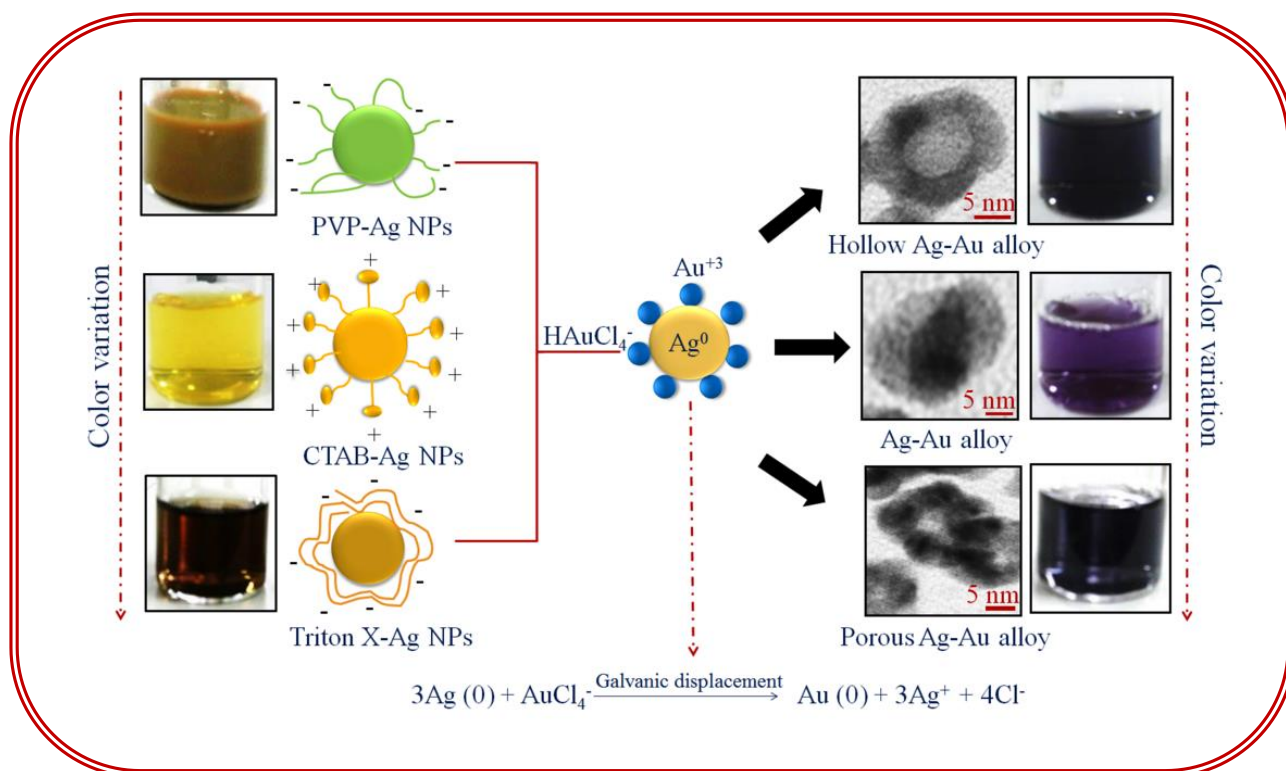 Color variation
PVP-Ag NPs
CTAB-Ag NPs
Triton X-Ag NPs
HAuCl₄⁻
Au⁺³
Ag⁰
5 nm
Hollow Ag-Au alloy
5 nm
Ag-Au alloy
5 nm
Porous Ag-Au alloy
Color variation
3Ag (0) + AuCl₄⁻ Galvanic displacement Au (0) + 3Ag⁺ + 4Cl⁻